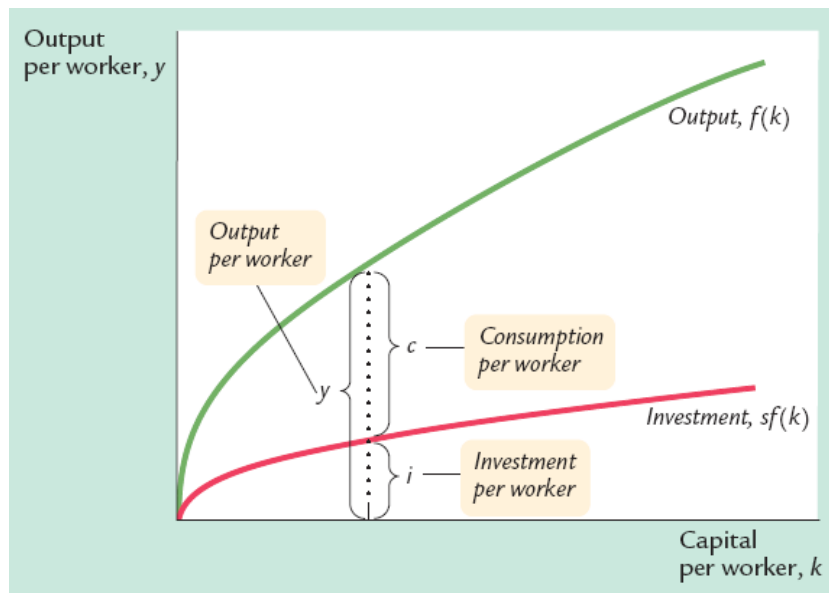 Output
per worker, y
Output, f(k)
Output
per worker
Consumption
per worker
c
y
Investment, sf(k)
Investment
per worker
i
Capital
per worker, k